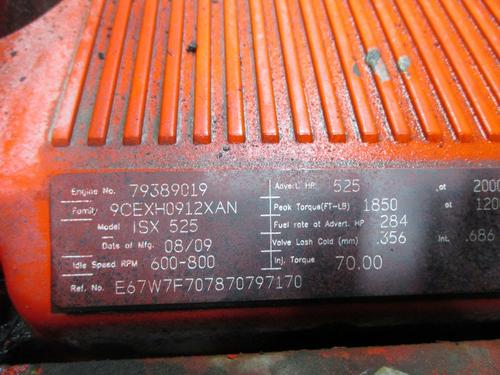 Engine No. 79389019 Advert. HP. 525 at 2000
Family 9CEXH0912XAN Peak Torque(FT-LB) 1850 at 120
Model ISX 525 Fuel rate at Advert. HP 284
Date of Mfg. 08/09 Valve Lash Cold (mm) .356 Int. .686
Idle Speed RPM 600-800 Inj. Torque 70.00
Ref. No. E67W7F707870797170